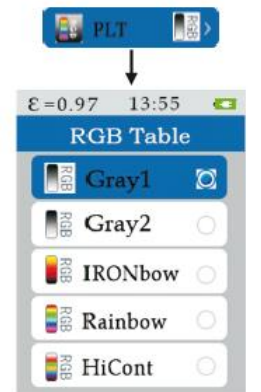 PLT RGB >
Ɛ=0.97 13:55
RGB Table
RGB Gray1
RGB Gray2
RGB IRONbow
RGB Rainbow
RGB HiCont